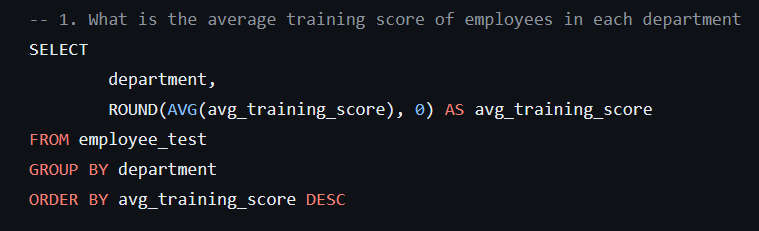 -- 1. What is the average training score of employees in each department
SELECT
department,
ROUND(AVG(avg_training_score), 0) AS avg_training_score
FROM employee_test
GROUP BY department
ORDER BY avg_training_score DESC